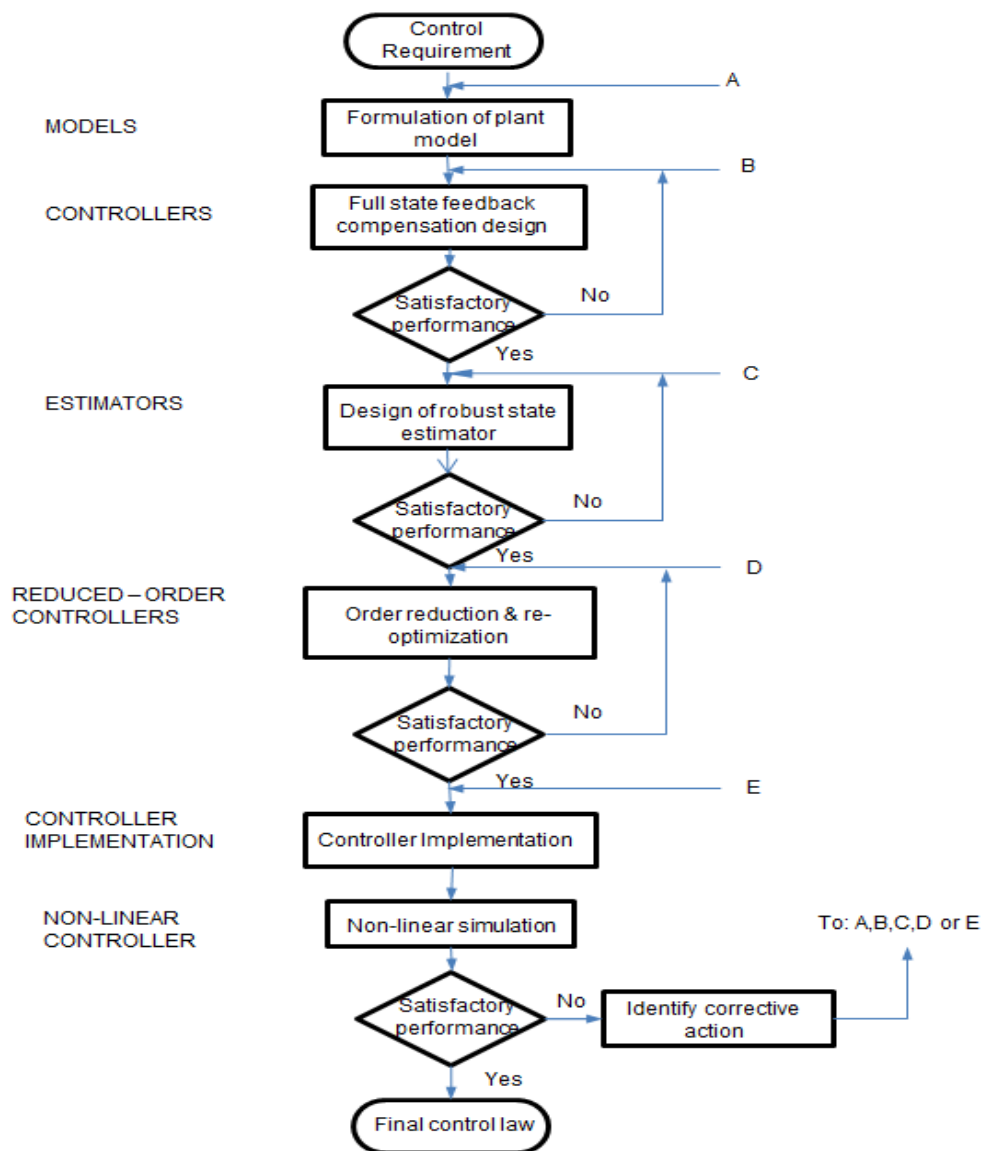 Control
Requirement
A
MODELS
Formulation of plant
model
B
CONTROLLERS
Full state feedback
compensation design
Satisfactory
performance
No
Yes
C
ESTIMATORS
Design of robust state
estimator
Satisfactory
performance
No
Yes
D
REDUCED – ORDER
CONTROLLERS
Order reduction & re-
optimization
Satisfactory
performance
No
Yes
E
CONTROLLER
IMPLEMENTATION
Controller Implementation
NON-LINEAR
CONTROLLER
Non-linear simulation
To: A,B,C,D or E
Satisfactory
performance
No
Identify corrective
action
Yes
Final control law